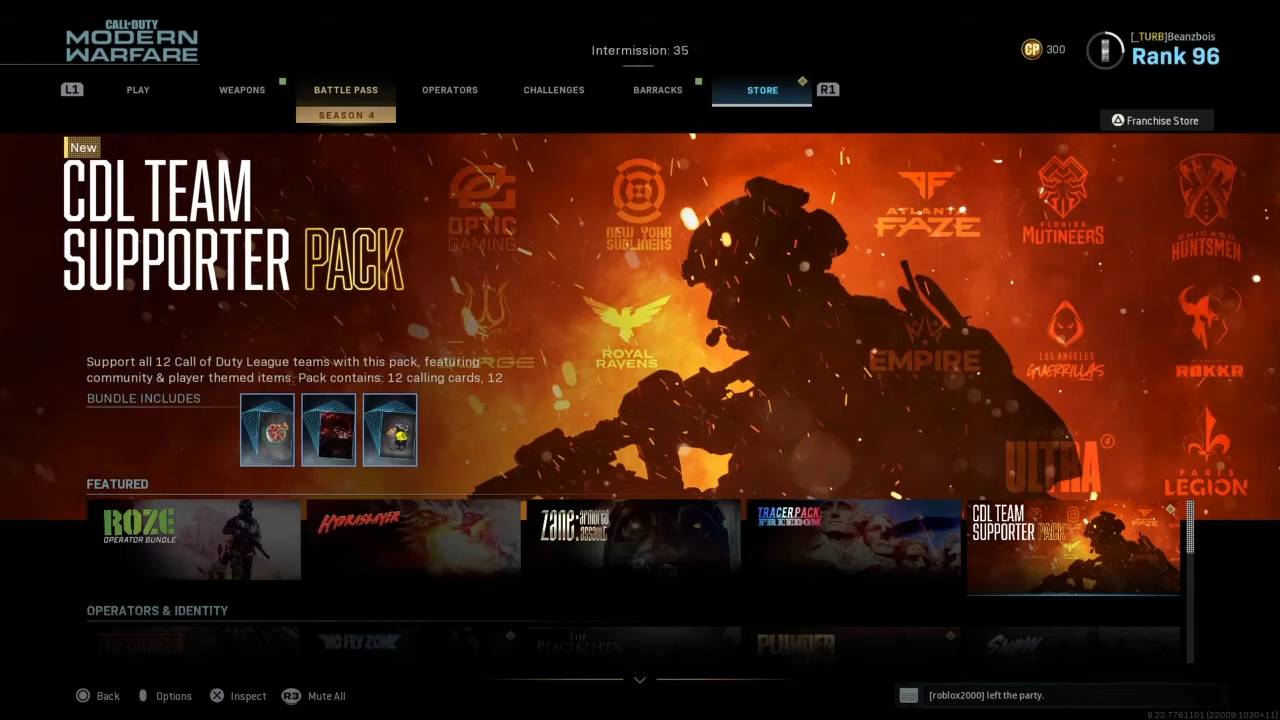 CALL·DUTY
MODERN
WARFARE
Intermission: 35
CP 300
[_TURB]Beanzbois
Rank 96
L1
PLAY
WEAPONS
BATTLE PASS
OPERATORS
CHALLENGES
BARRACKS
STORE
R1
SEASON 4
Franchise Store
New
CDL TEAM
SUPPORTER PACK
OPTIC
GAMING
NEW YORK
SUBLINERS
ATLANTA
FAZE
FLORIDA
MUTINEERS
CHICAGO
HUNTSMEN
ROYAL
RAVENS
EMPIRE
LOS ANGELES
GUERRILLAS
RØKKR
ULTRA
PARIS
LEGION
Support all 12 Call of Duty League teams with this pack, featuring
community & player themed items. Pack contains: 12 calling cards, 12
BUNDLE INCLUDES
FEATURED
ROZE
OPERATOR BUNDLE
HYDRASLAYER
ZANE: armored
assault
TRACER PACK:
FREEDOM
CDL TEAM
SUPPORTER PACK
OPERATORS & IDENTITY
NO FLY ZONE
THE
PEACEKEEPER
PLUNDER
Back
Options
Inspect
R3 Mute All
[roblox2000] left the party.